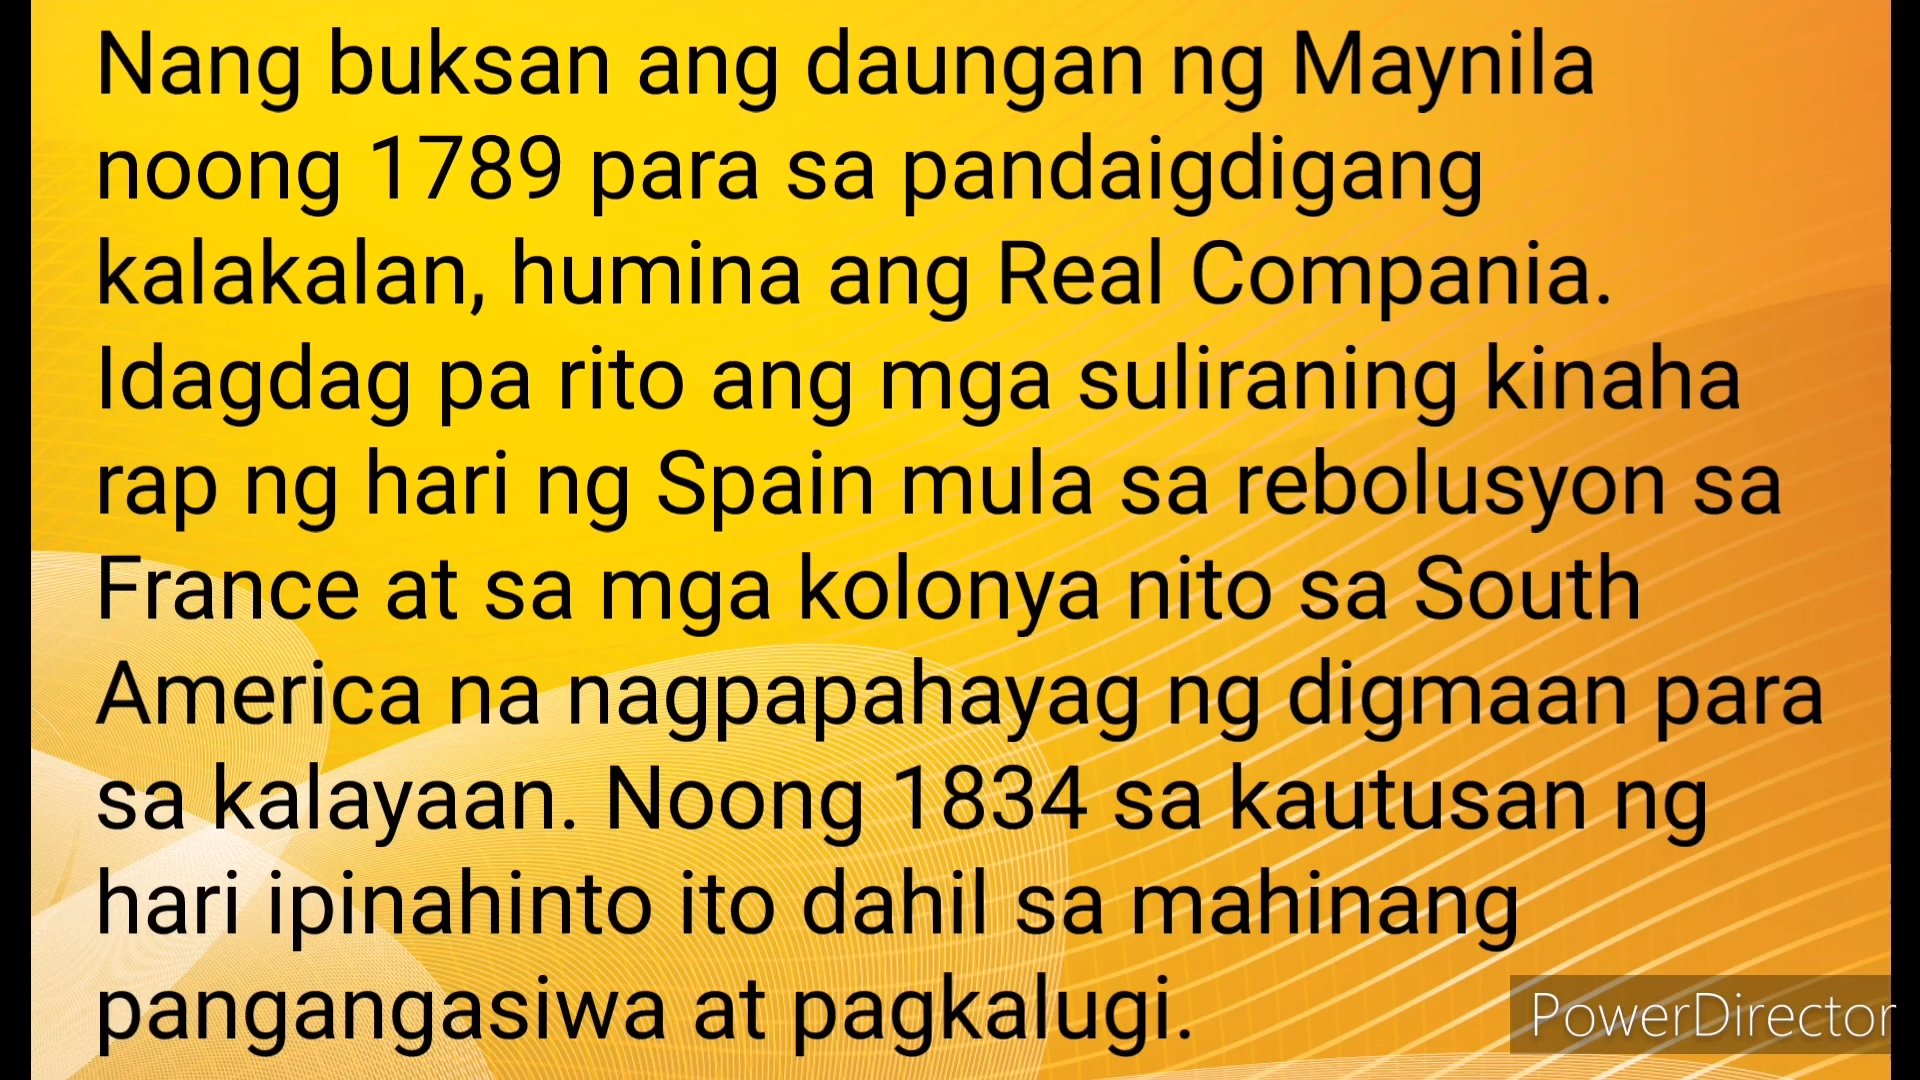 Nang buksan ang daungan ng Maynila
noong 1789 para sa pandaigdigang
kalakalan, humina ang Real Compania.
Idagdag pa rito ang mga suliraning kinaha
rap ng hari ng Spain mula sa rebolusyon sa
France at sa mga kolonya nito sa South
America na nagpapahayag ng digmaan para
sa kalayaan. Noong 1834 sa kautusan ng
hari ipinahinto ito dahil sa mahinang
pangangasiwa at pagkalugi.
PowerDirector